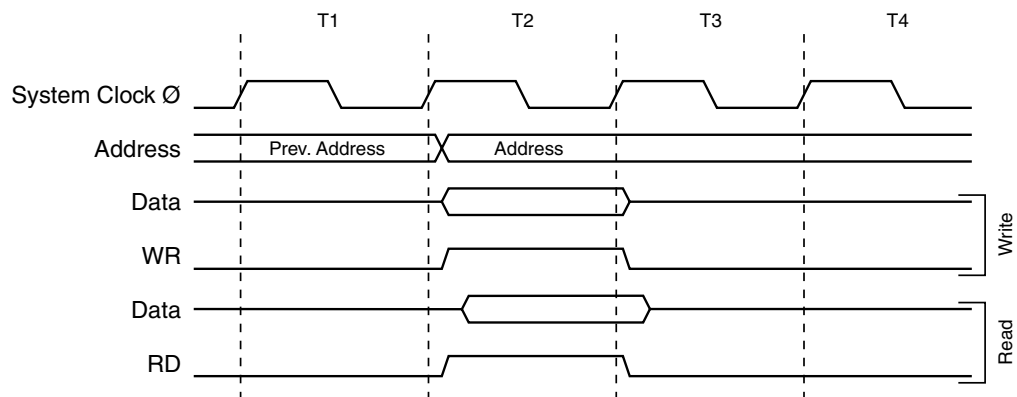 T1 T2 T3 T4
System Clock Ø
Address Prev. Address Address
Data
WR
Write
Data
RD
Read